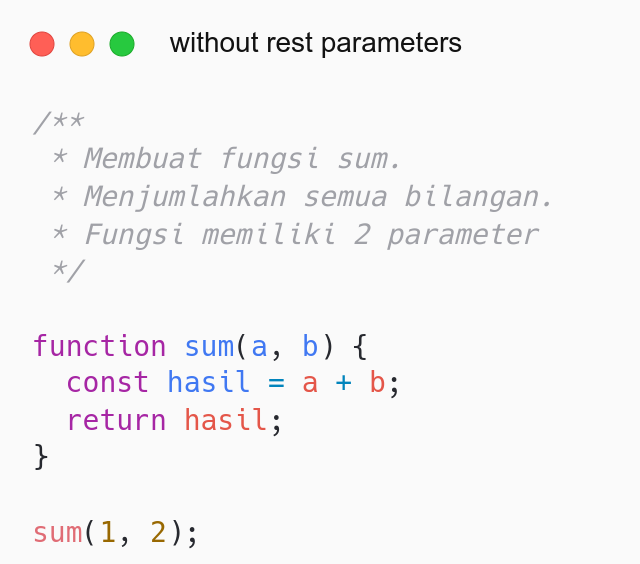 without rest parameters
/**
 * Membuat fungsi sum.
 * Menjumlahkan semua bilangan.
 * Fungsi memiliki 2 parameter
 */
function sum(a, b) {
  const hasil = a + b;
  return hasil;
}
sum(1, 2);